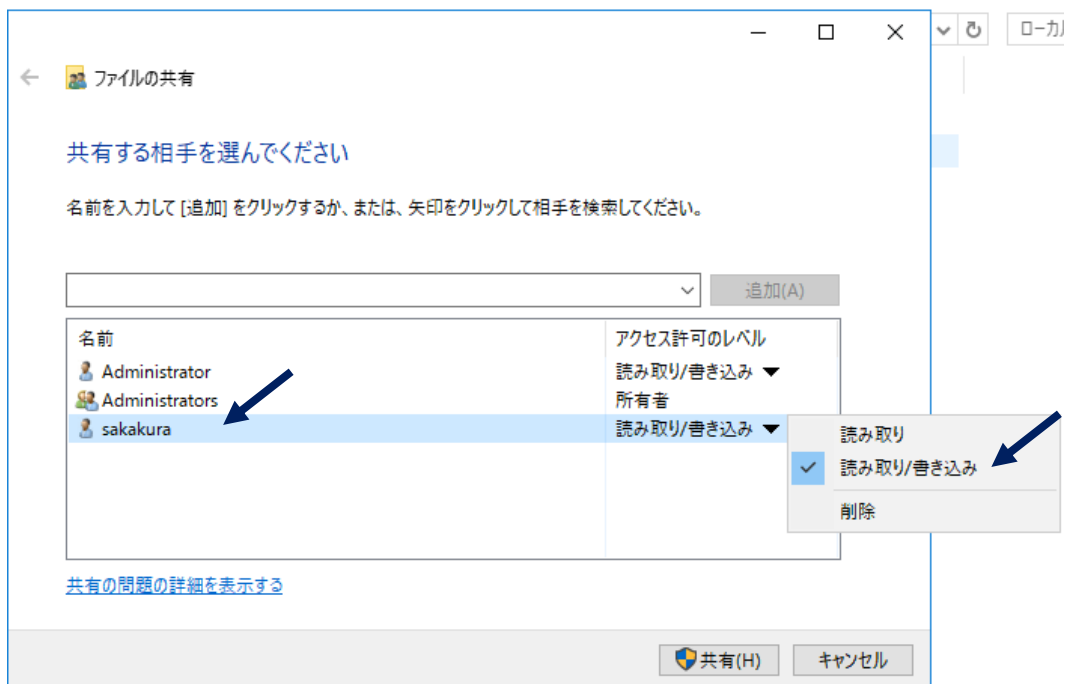 ローカ
ファイルの共有
共有する相手を選んでください
名前を入力して [追加] をクリックするか、または、矢印をクリックして相手を検索してください。
追加(A)
名前 アクセス許可のレベル
Administrator 読み取り/書き込み
Administrators 所有者
sakakura 読み取り/書き込み
読み取り
読み取り/書き込み
削除
共有の問題の詳細を表示する
共有(H) キャンセル